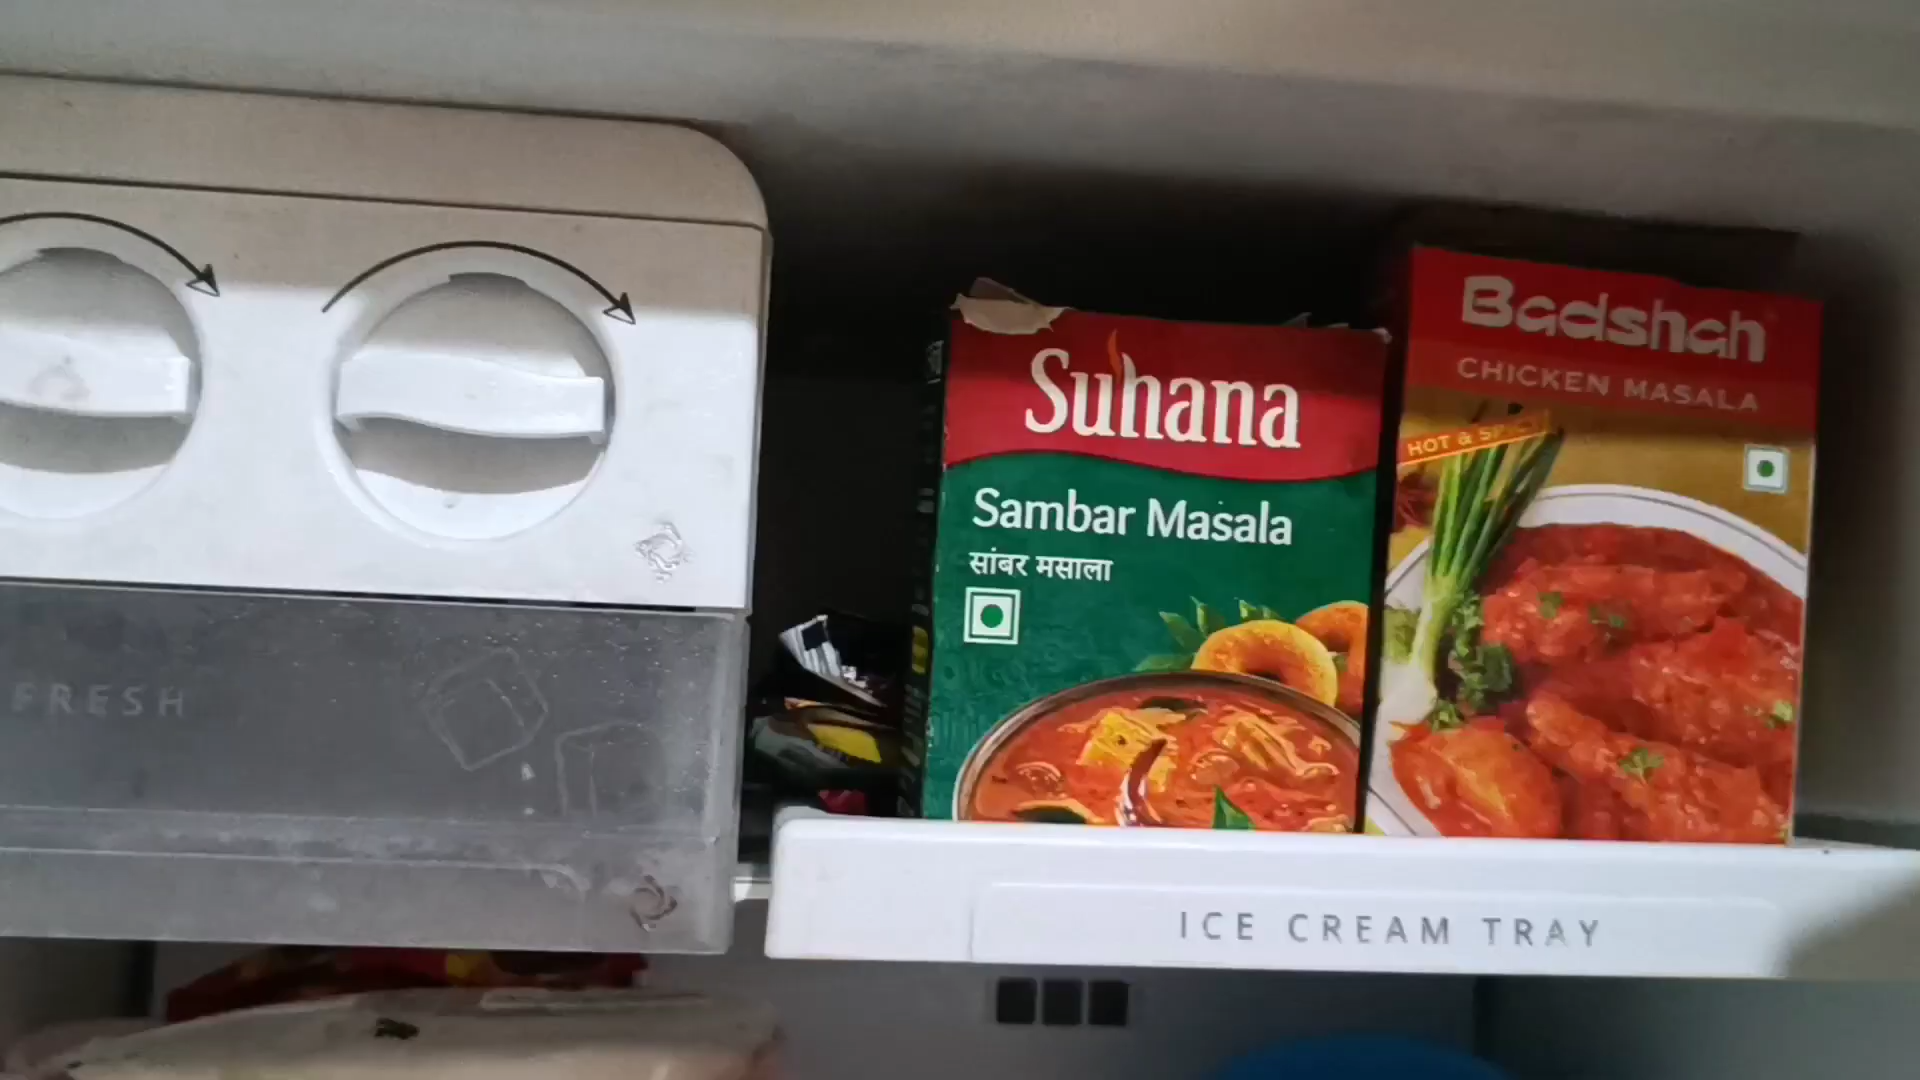 FRESH
Suhana
Sambar Masala
सांबर मसाला
Badshah
CHICKEN MASALA
HOT & SPICY
ICE CREAM TRAY